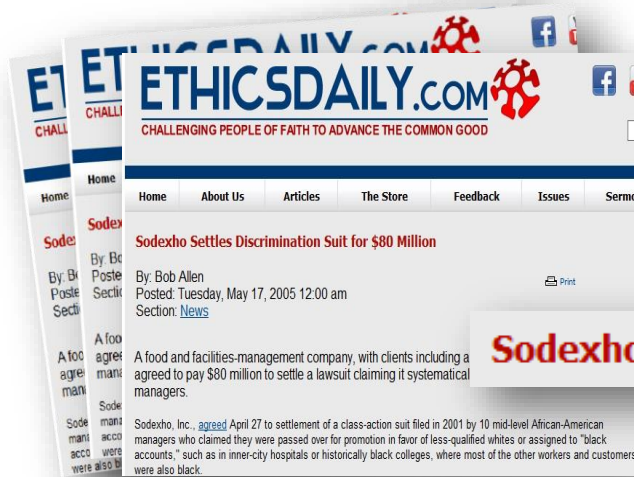 ETHICSDAILY.COM
CHALLENGING PEOPLE OF FAITH TO ADVANCE THE COMMON GOOD
Home About Us Articles The Store Feedback Issues
Sodexho Settles Discrimination Suit for $80 Million
By: Bob Allen
Posted: Tuesday, May 17, 2005 12:00 am
Section: News
Print
Sodexho
A food and facilities-management company, with clients including a
agreed to pay $80 million to settle a lawsuit claiming it
managers.
Sodexho, Inc., agreed April 27 to settlement of a class-action suit filed in 2001 by 10 mid-level African-American
managers who claimed they were passed over for promotion in favor of less-qualified whites or assigned to "black
accounts," such as in inner-city hospitals or historically black colleges, where most of the other workers and customers
were also black.